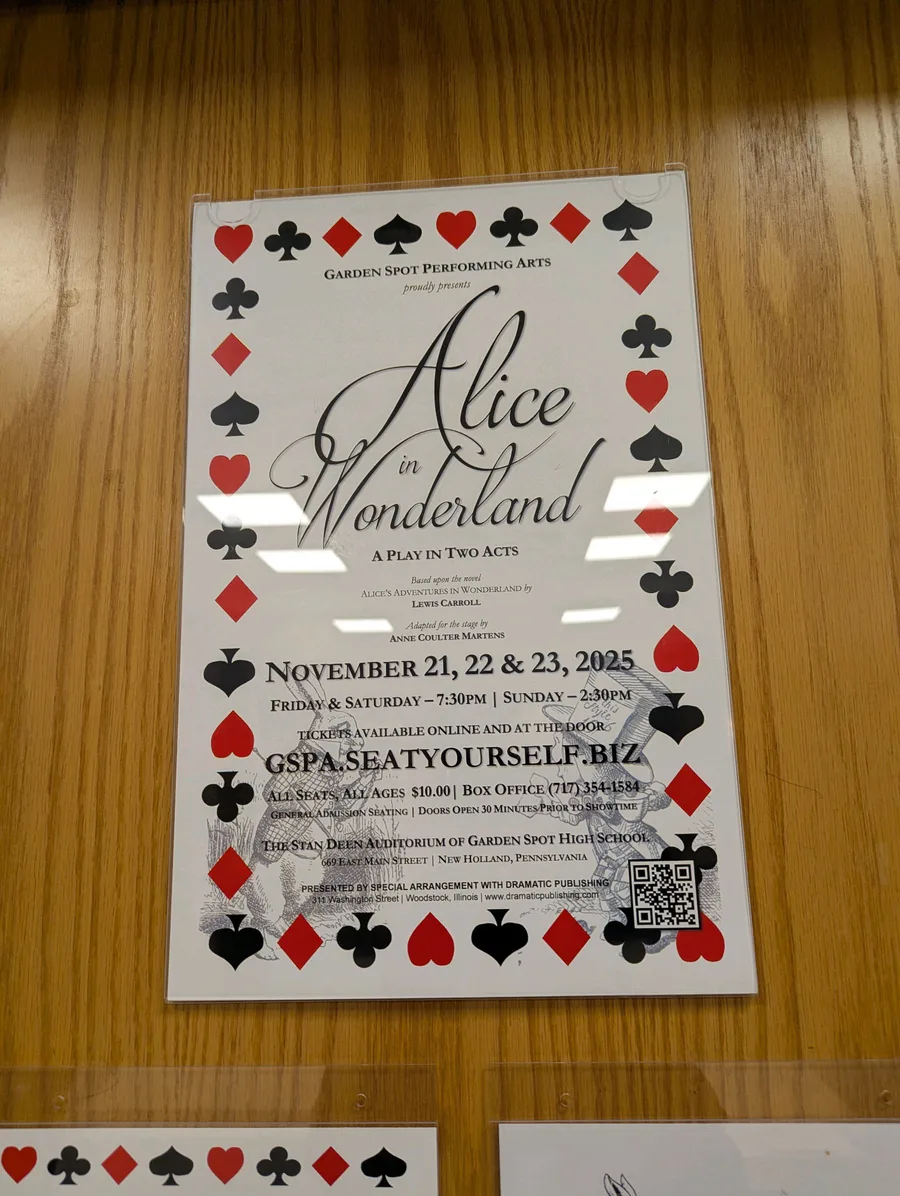 GARDEN SPOT PERFORMING ARTS
proudly presents
Alice
in
Wonderland
A PLAY IN TWO ACTS
Based upon the novel
ALICE'S ADVENTURES IN WONDERLAND by
LEWIS CARROLL
Adapted for the stage by
ANNE COULTER MARTENS
NOVEMBER 21, 22 & 23, 2025
FRIDAY & SATURDAY – 7:30PM | SUNDAY – 2:30PM
TICKETS AVAILABLE ONLINE AND AT THE DOOR
GSPA.SEATYOURSELF.BIZ
ALL SEATS, ALL AGES $10.00 | BOX OFFICE (717) 354-1584
GENERAL ADMISSION SEATING | DOORS OPEN 30 MINUTES PRIOR TO SHOWTIME
THE STAN DEEN AUDITORIUM OF GARDEN SPOT HIGH SCHOOL
669 EAST MAIN STREET | NEW HOLLAND, PENNSYLVANIA
PRESENTED BY SPECIAL ARRANGEMENT WITH DRAMATIC PUBLISHING
311 Washington Street | Woodstock, Illinois | www.dramaticpublishing.com